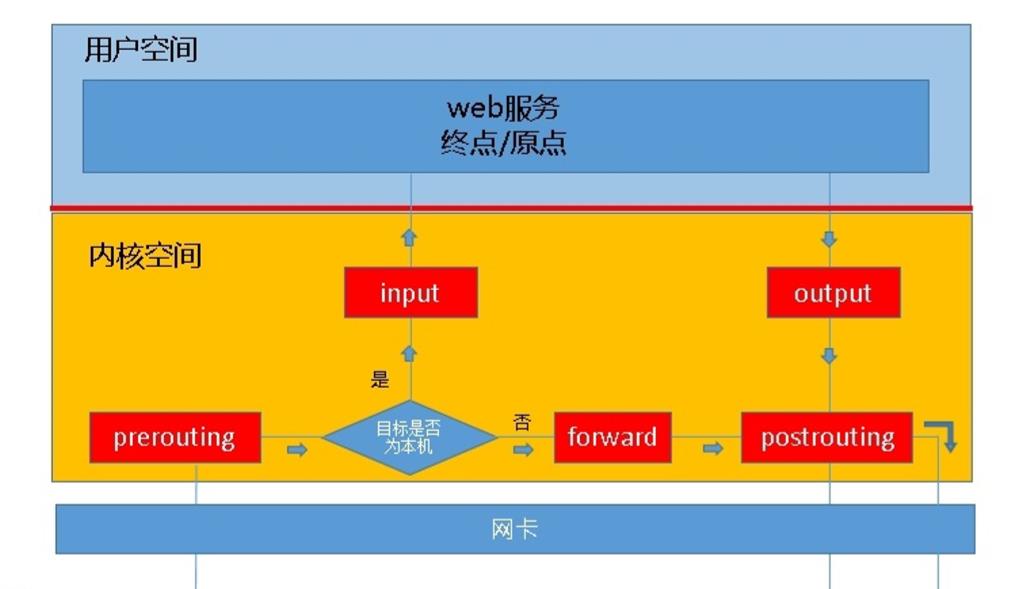 用户空间
web服务
终点/原点
内核空间
input
output
是
否
prerouting
目标是否
为本机
forward
postrouting
网卡